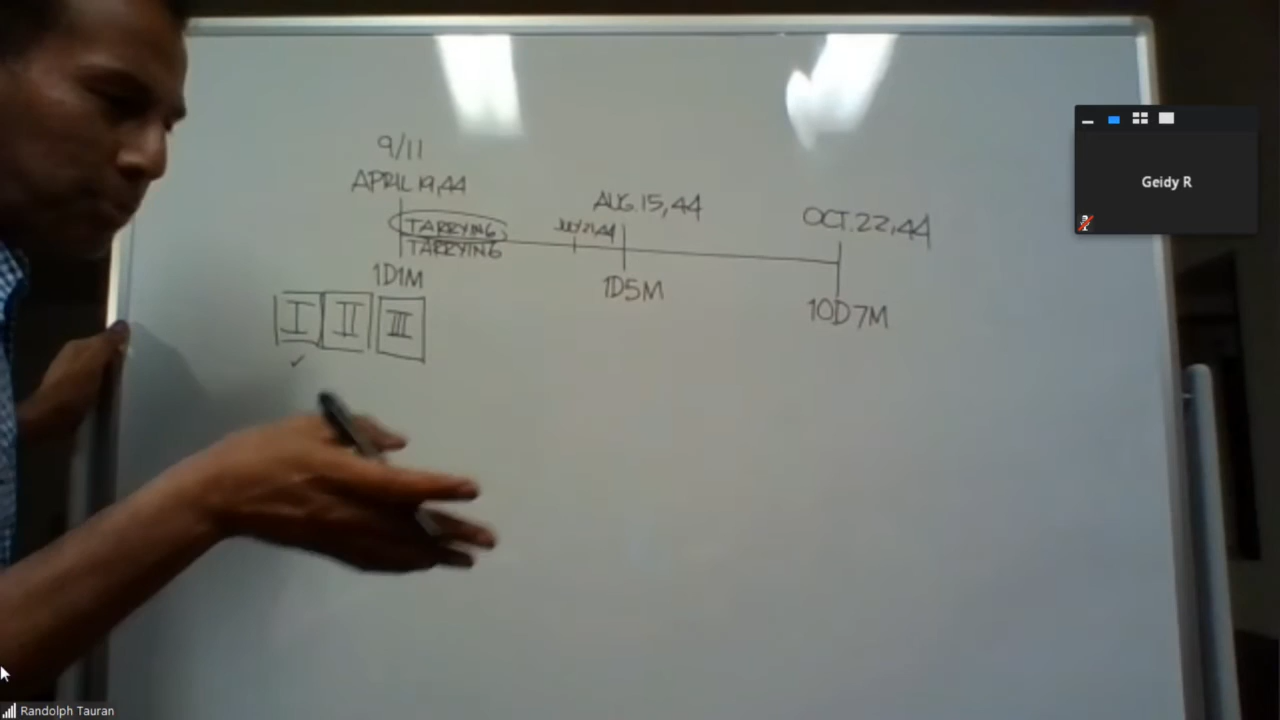 9/11
APRIL 19,44
AUG.15,44
OCT.22,44
TARRYING
JULY 21,44
TARRYING
1D1M
1D5M
10D7M
I II III
Geidy R
Randolph Tauran